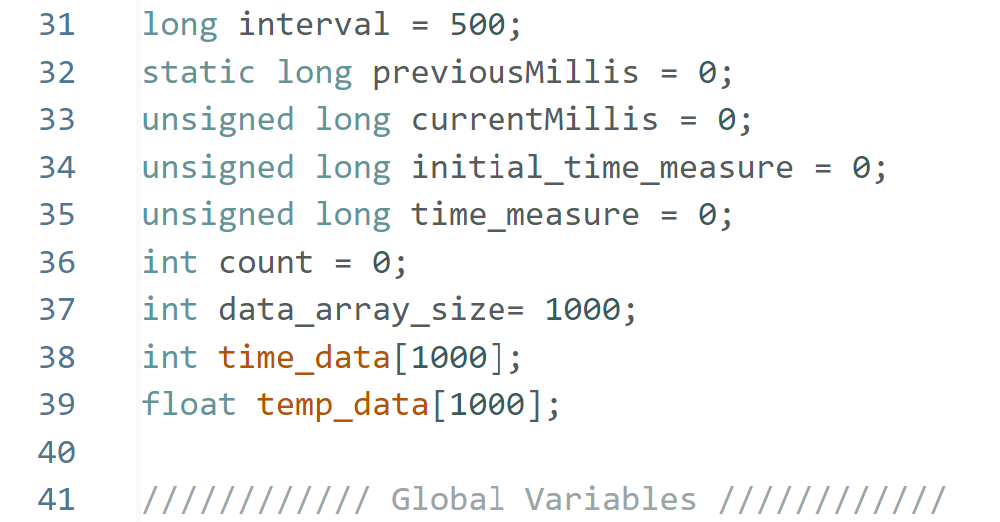 31 long interval = 500;
32 static long previousMillis = 0;
33 unsigned long currentMillis = 0;
34 unsigned long initial_time_measure = 0;
35 unsigned long time_measure = 0;
36 int count = 0;
37 int data_array_size= 1000;
38 int time_data[1000];
39 float temp_data[1000];
40
41 //////////// Global Variables ////////////